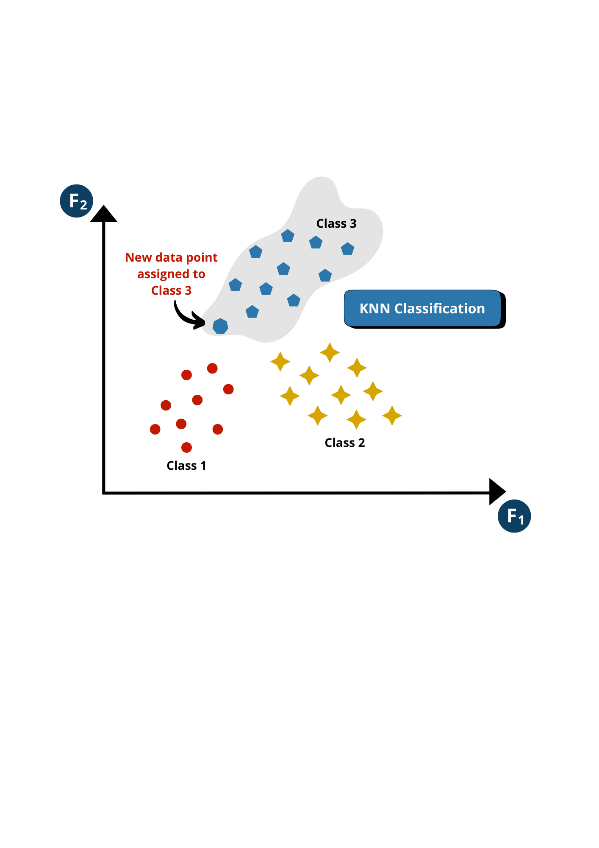 F2
Class 3
New data point
assigned to
Class 3
KNN Classification
Class 2
Class 1
F1